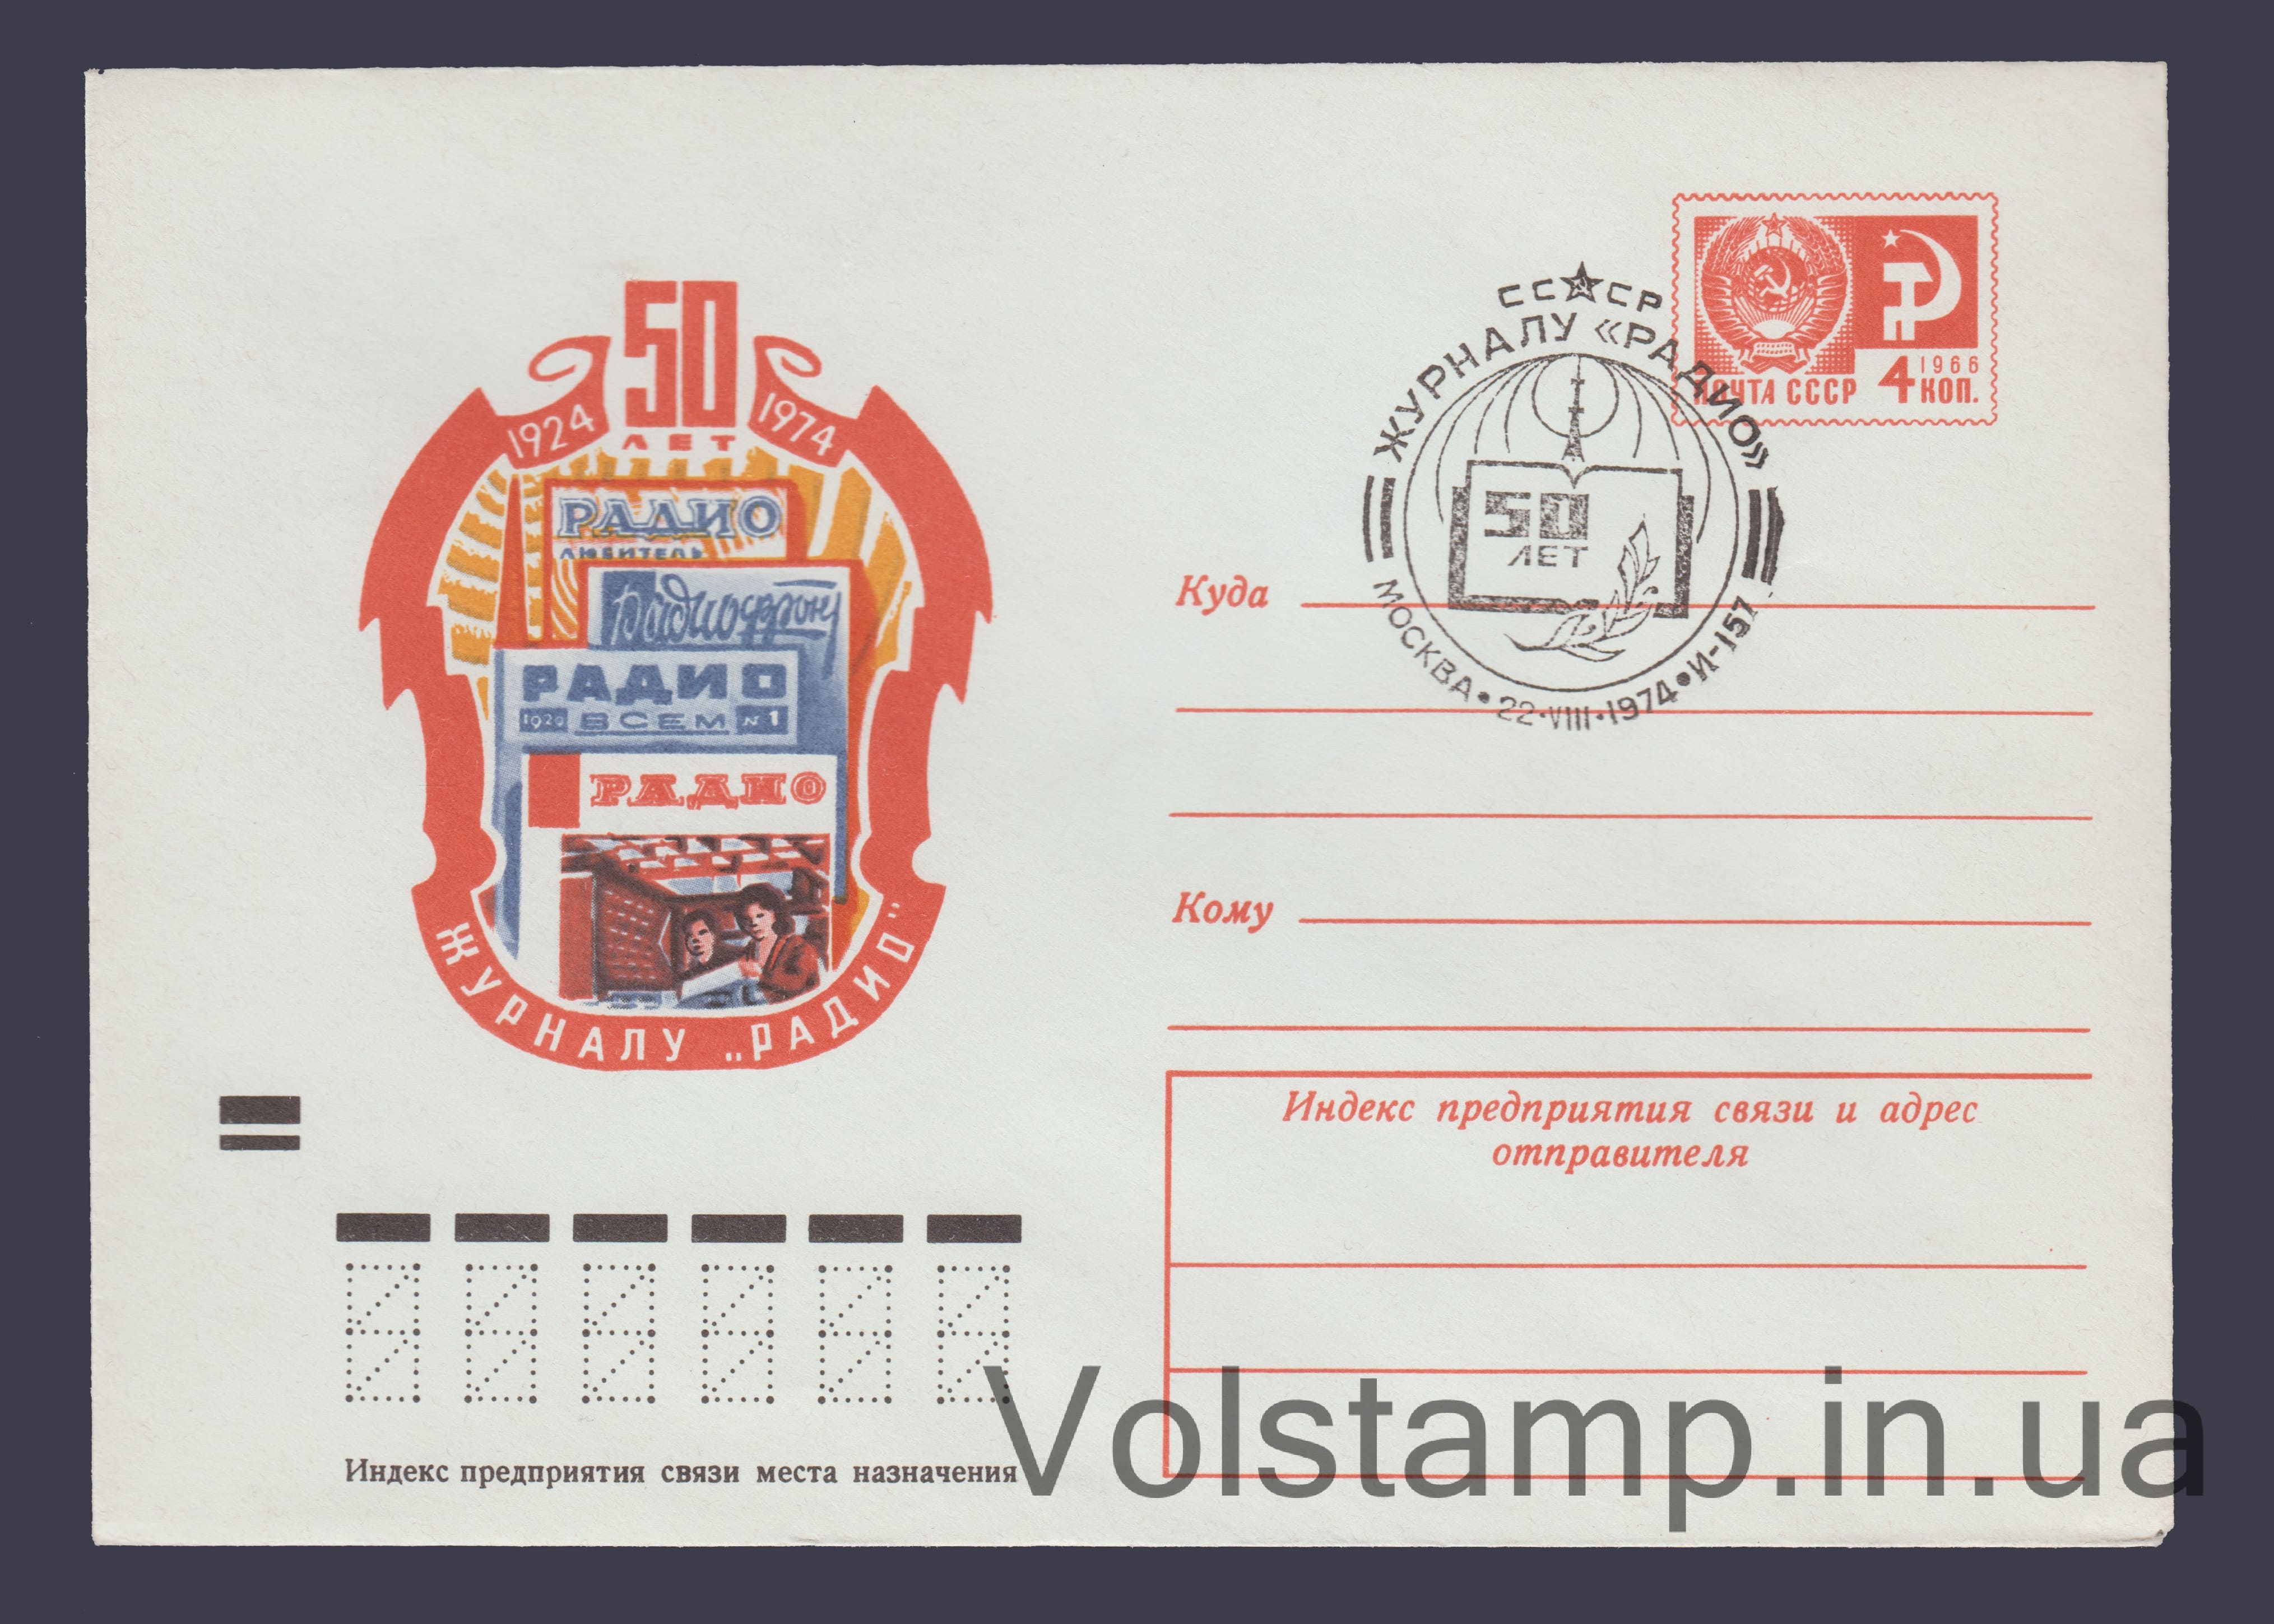 50
ЛЕТ
1924
1974
РАДИО
ЛЮБИТЕЛЬ
Радиофронт
РАДИО
ВСЕМ № 1
РАДИО
ЖУРНАЛУ „РАДИО"
СССР
ЖУРНАЛУ «РАДИО»
50
ЛЕТ
МОСКВА • 22•VIII•1974 • И-157
1966
ПОЧТА СССР 4 КОП.
Куда
Кому
Индекс предприятия связи и адрес
отправителя
Индекс предприятия связи места назначения
Volstamp.in.ua